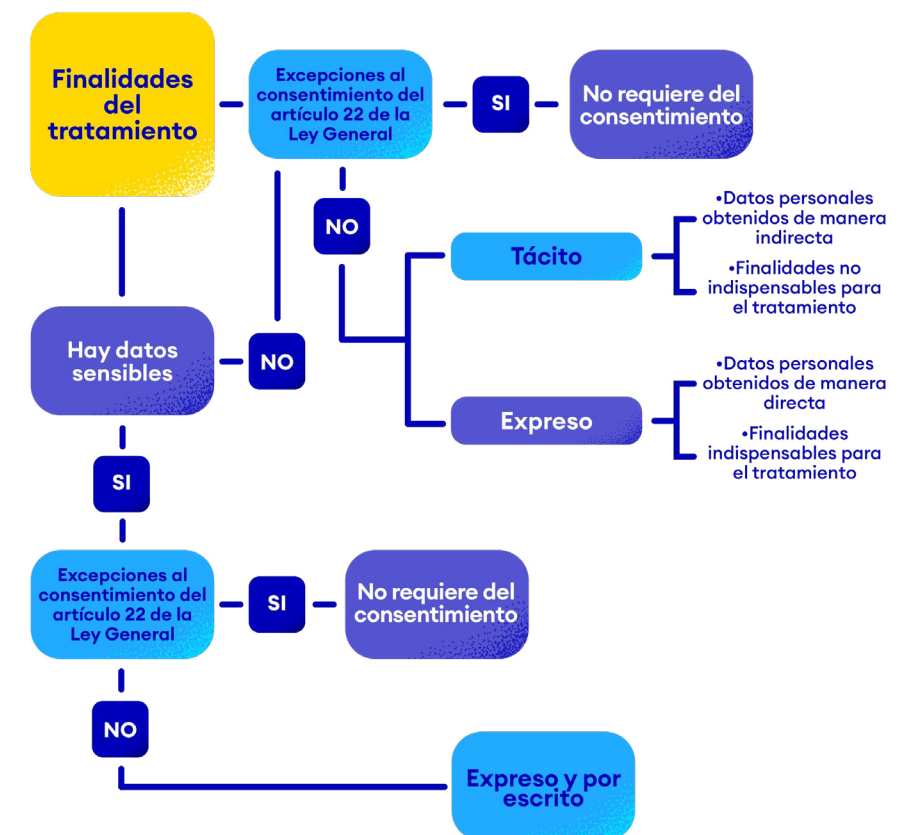 Finalidades
del
tratamiento
Excepciones al
consentimiento del
artículo 22 de la
Ley General
SI
No requiere del
consentimiento
NO
Tácito
•Datos personales
obtenidos de manera
indirecta
•Finalidades no
indispensables para
el tratamiento
Hay datos
sensibles
NO
Expreso
•Datos personales
obtenidos de manera
directa
•Finalidades
indispensables para
el tratamiento
SI
Excepciones al
consentimiento del
artículo 22 de la
Ley General
SI
No requiere del
consentimiento
NO
Expreso y por
escrito